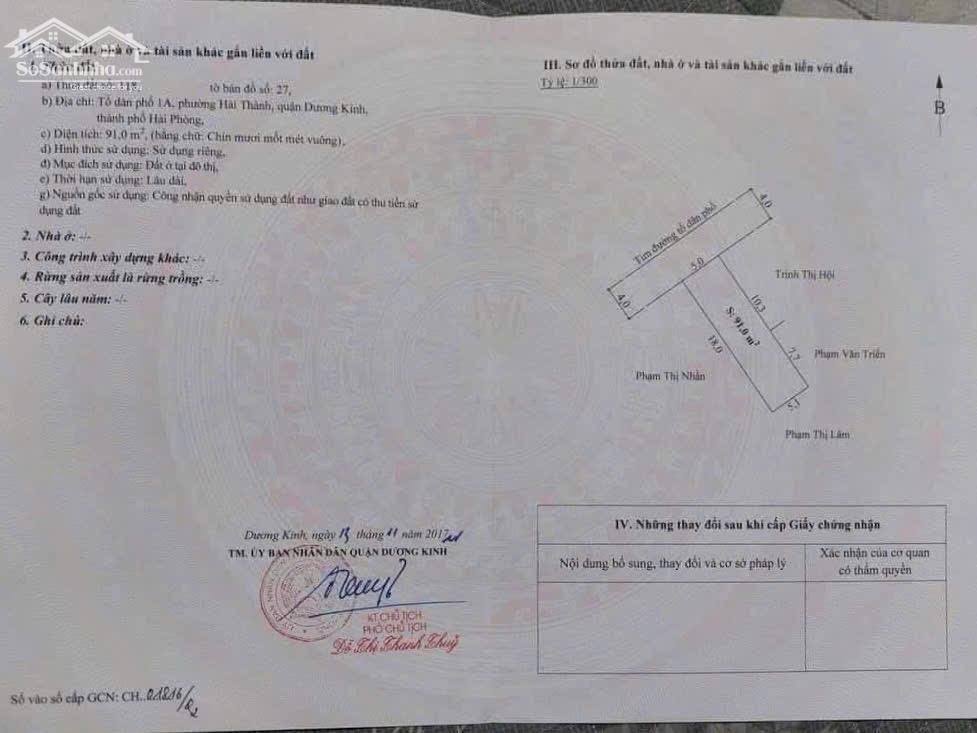 II. Thửa đất, nhà ở và tài sản khác gắn liền với đất
SoSanhNha.com
a) Thửa đất số: 118, tờ bản đồ số: 27,
b) Địa chỉ: Tổ dân phố 1A, phường Hải Thành, quận Dương Kinh,
thành phố Hải Phòng,
c) Diện tích: 91,0 m², (bằng chữ: Chín mươi mốt mét vuông),
d) Hình thức sử dụng: Sử dụng riêng,
đ) Mục đích sử dụng: Đất ở tại đô thị,
e) Thời hạn sử dụng: Lâu dài,
g) Nguồn gốc sử dụng: Công nhận quyền sử dụng đất như giao đất có thu tiền sử
dụng đất
2. Nhà ở: -/-
3. Công trình xây dựng khác: -/-
4. Rừng sản xuất là rừng trồng: -/-
5. Cây lâu năm: -/-
6. Ghi chú:
Dương Kinh, ngày 13 tháng 11 năm 2017
TM. ỦY BAN NHÂN DÂN QUẬN DƯƠNG KINH
KT.CHỦ TỊCH
PHÓ CHỦ TỊCH
Đỗ Thị Thanh Thuỷ
Số vào sổ cấp GCN: CH..01816/
III. Sơ đồ thửa đất, nhà ở và tài sản khác gắn liền với đất
Tỷ lệ: 1/300
B
4,0
Tim đường tổ dân phố
5,0
Trịnh Thị Hội
4,0
10,3
S: 91,0 m²
18,0
7,7
Phạm Văn Triển
Phạm Thị Nhẫn
5,1
Phạm Thị Lâm
IV. Những thay đổi sau khi cấp Giấy chứng nhận
Nội dung bổ sung, thay đổi và cơ sở pháp lý
Xác nhận của cơ quan
có thẩm quyền